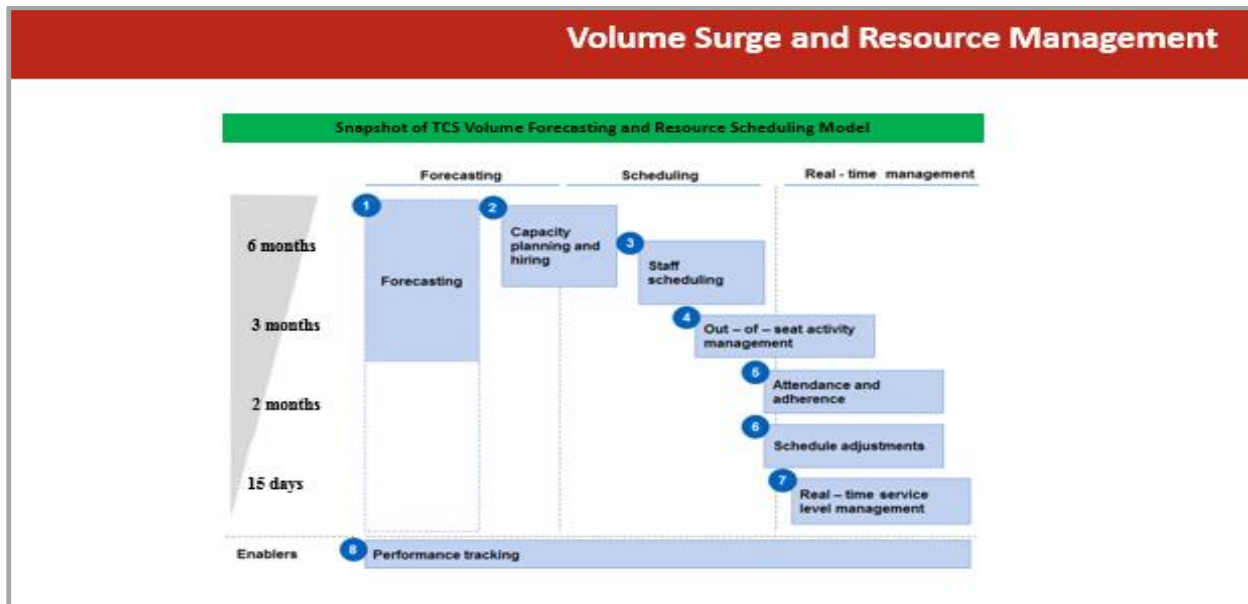 Volume Surge and Resource Management
Snapshot of TCS Volume Forecasting and Resource Scheduling Model
Forecasting
Scheduling
Real - time management
6 months
3 months
2 months
15 days
1
Forecasting
2
Capacity
planning and
hiring
3
Staff
scheduling
4
Out – of – seat activity
management
5
Attendance and
adherence
6
Schedule adjustments
7
Real – time service
level management
Enablers
8
Performance tracking